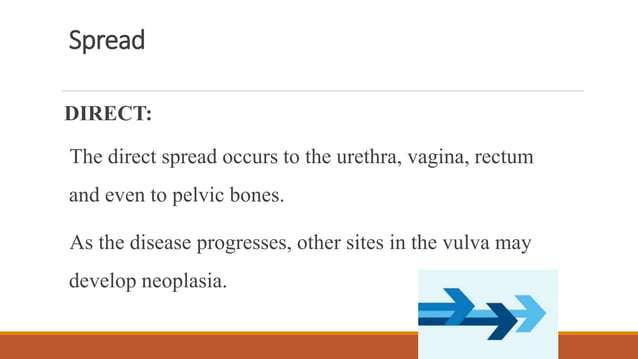 Spread
DIRECT:
The direct spread occurs to the urethra, vagina, rectum
and even to pelvic bones.
As the disease progresses, other sites in the vulva may
develop neoplasia.